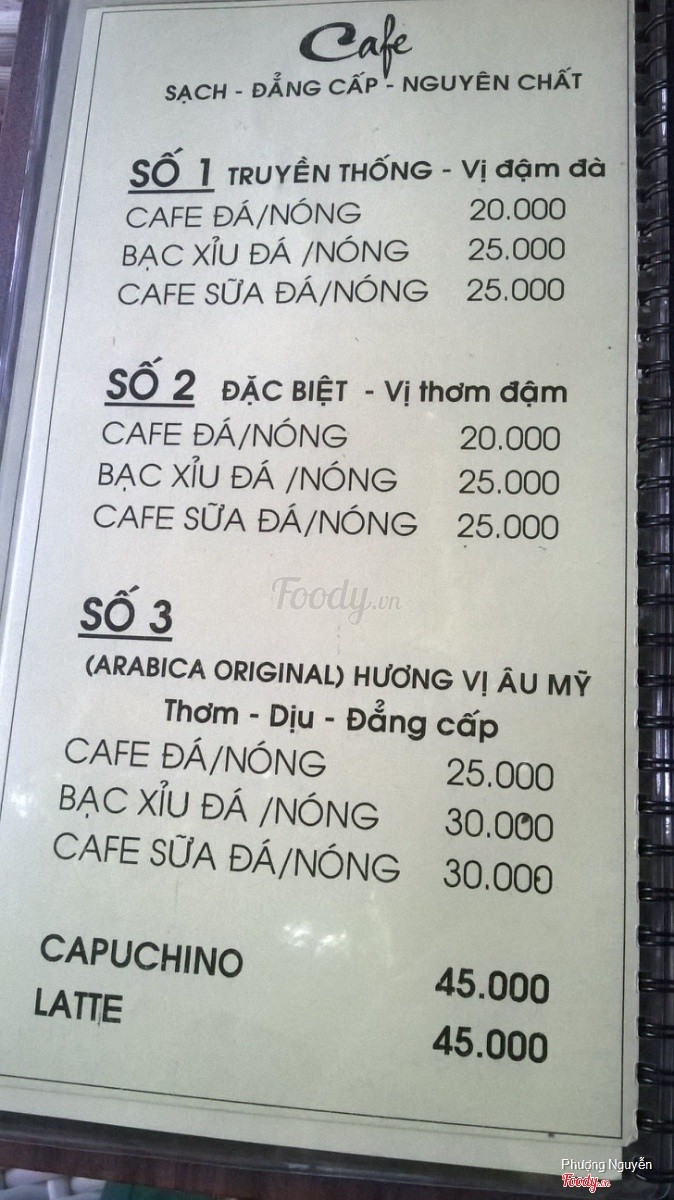 Cafe
SẠCH - ĐẲNG CẤP - NGUYÊN CHẤT
SỐ 1 TRUYỀN THỐNG - Vị đậm đà
CAFE ĐÁ/NÓNG 20.000
BẠC XỈU ĐÁ /NÓNG 25.000
CAFE SỮA ĐÁ/NÓNG 25.000
SỐ 2 ĐẶC BIỆT - Vị thơm đậm
CAFE ĐÁ/NÓNG 20.000
BẠC XỈU ĐÁ /NÓNG 25.000
CAFE SỮA ĐÁ/NÓNG 25.000
Foody.vn
SỐ 3
(ARABICA ORIGINAL) HƯƠNG VỊ ÂU MỸ
Thơm - Dịu - Đẳng cấp
CAFE ĐÁ/NÓNG 25.000
BẠC XỈU ĐÁ /NÓNG 30.000
CAFE SỮA ĐÁ/NÓNG 30.000
CAPUCHINO 45.000
LATTE 45.000
Phượng Nguyễn
Foody.vn